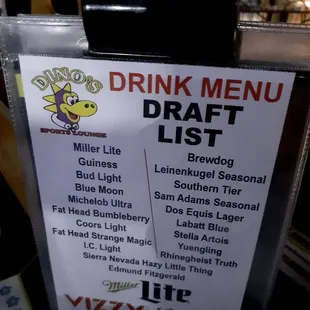 DINO'S
SPORTS LOUNGE
DRINK MENU
DRAFT
LIST
Miller Lite
Guiness
Bud Light
Blue Moon
Michelob Ultra
Fat Head Bumbleberry
Coors Light
Fat Head Strange Magic
I.C. Light
Brewdog
Leinenkugel Seasonal
Southern Tier
Sam Adams Seasonal
Dos Equis Lager
Labatt Blue
Stella Artois
Yuengling
Rhinegheist Truth
Sierra Nevada Hazy Little Thing
Edmund Fitzgerald
Miller Lite
VIZZY